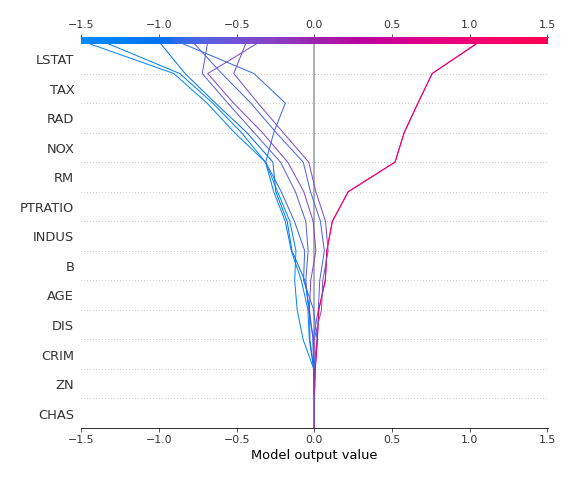 −1.5 −1.0 −0.5 0.0 0.5 1.0 1.5
LSTAT
TAX
RAD
NOX
RM
PTRATIO
INDUS
B
AGE
DIS
CRIM
ZN
CHAS
−1.5 −1.0 −0.5 0.0 0.5 1.0 1.5
Model output value